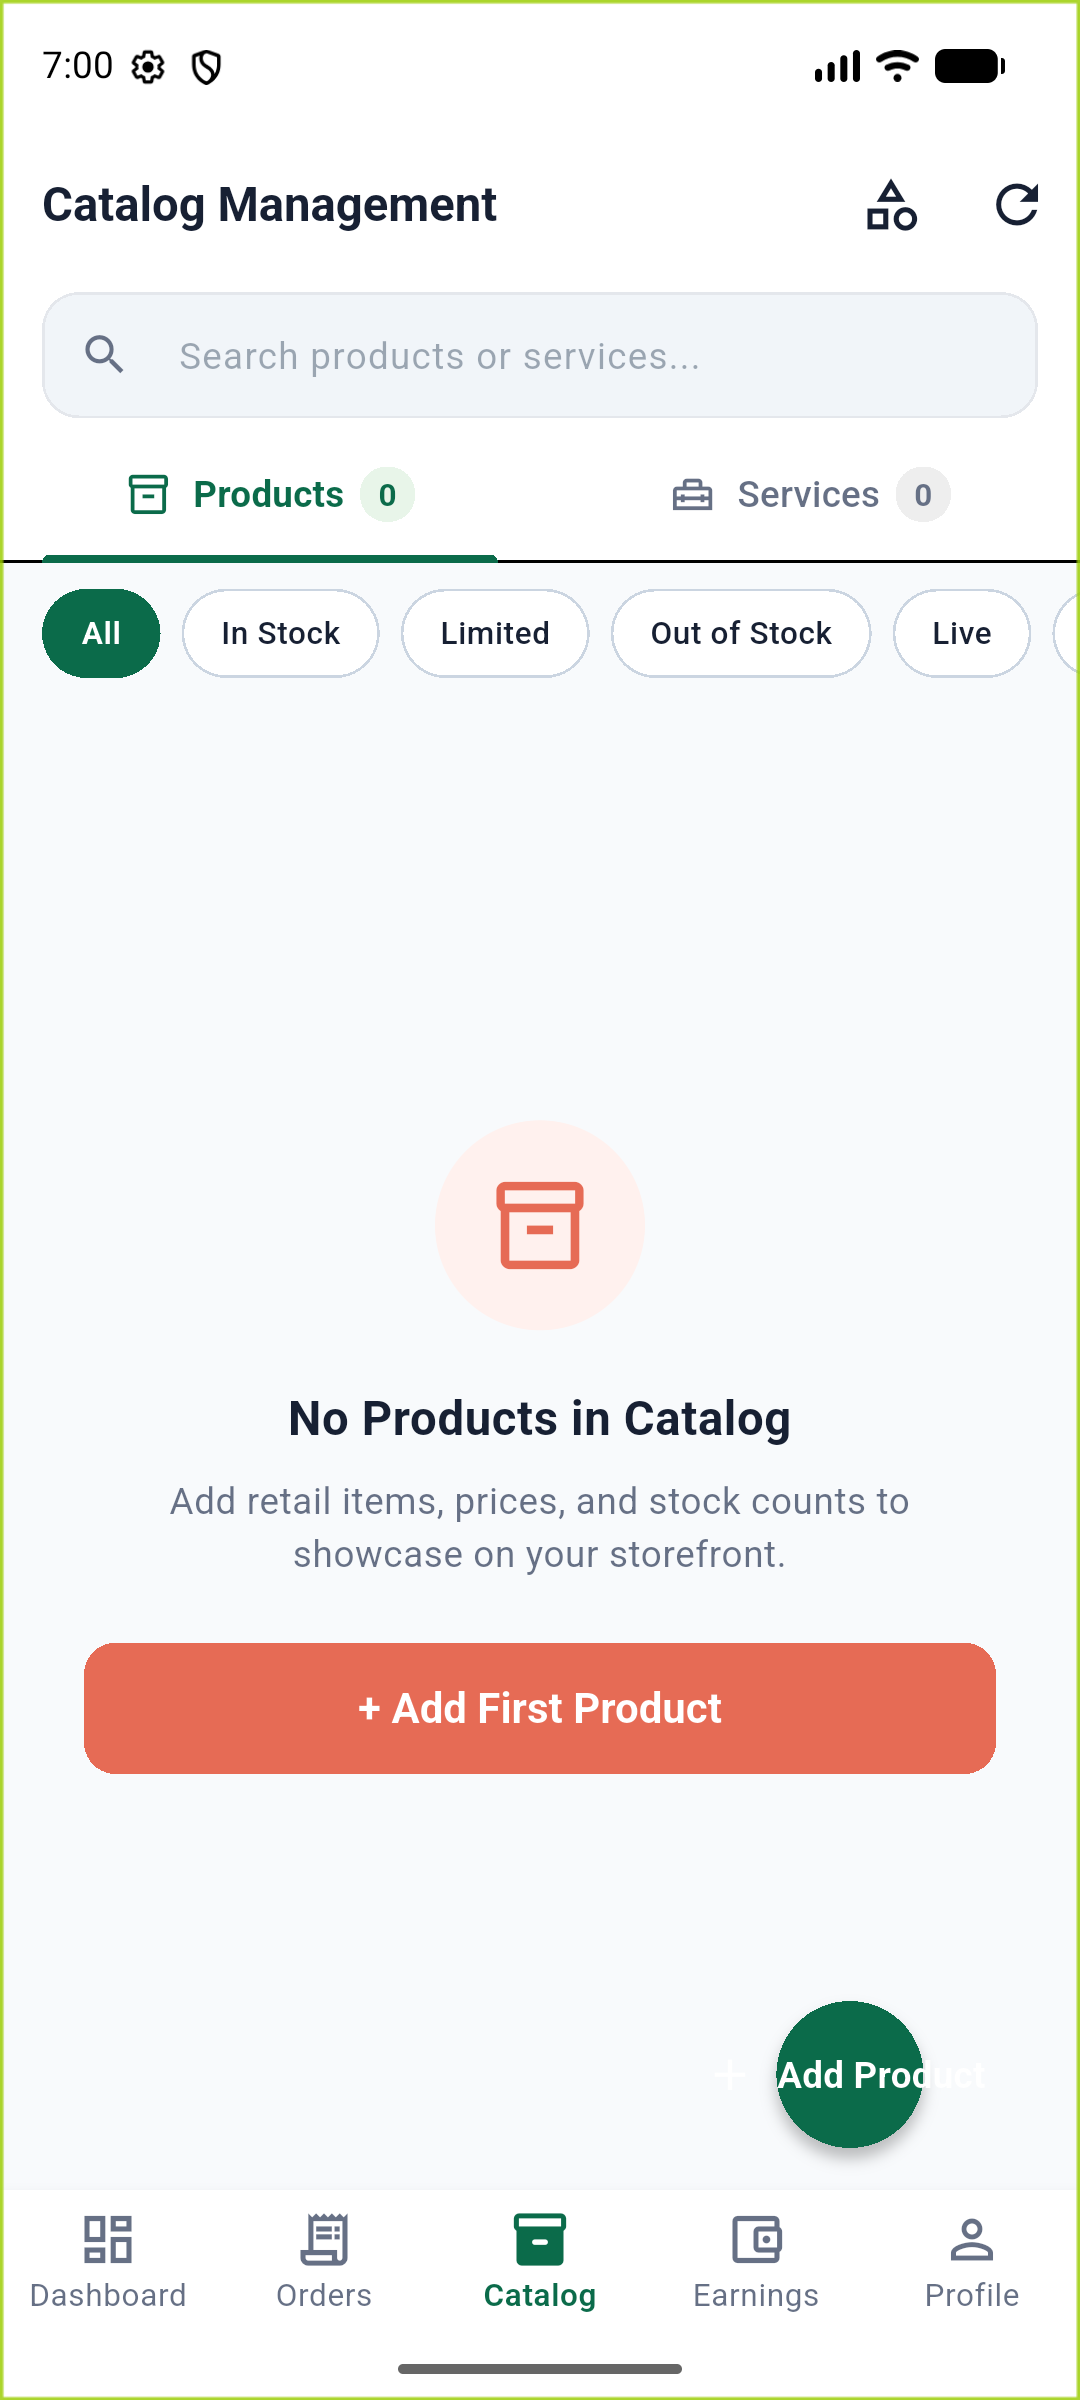 7:00
Catalog Management
Search products or services...
Products 0
Services 0
All
In Stock
Limited
Out of Stock
Live
No Products in Catalog
Add retail items, prices, and stock counts to
showcase on your storefront.
+ Add First Product
+ Add Product
Dashboard
Orders
Catalog
Earnings
Profile